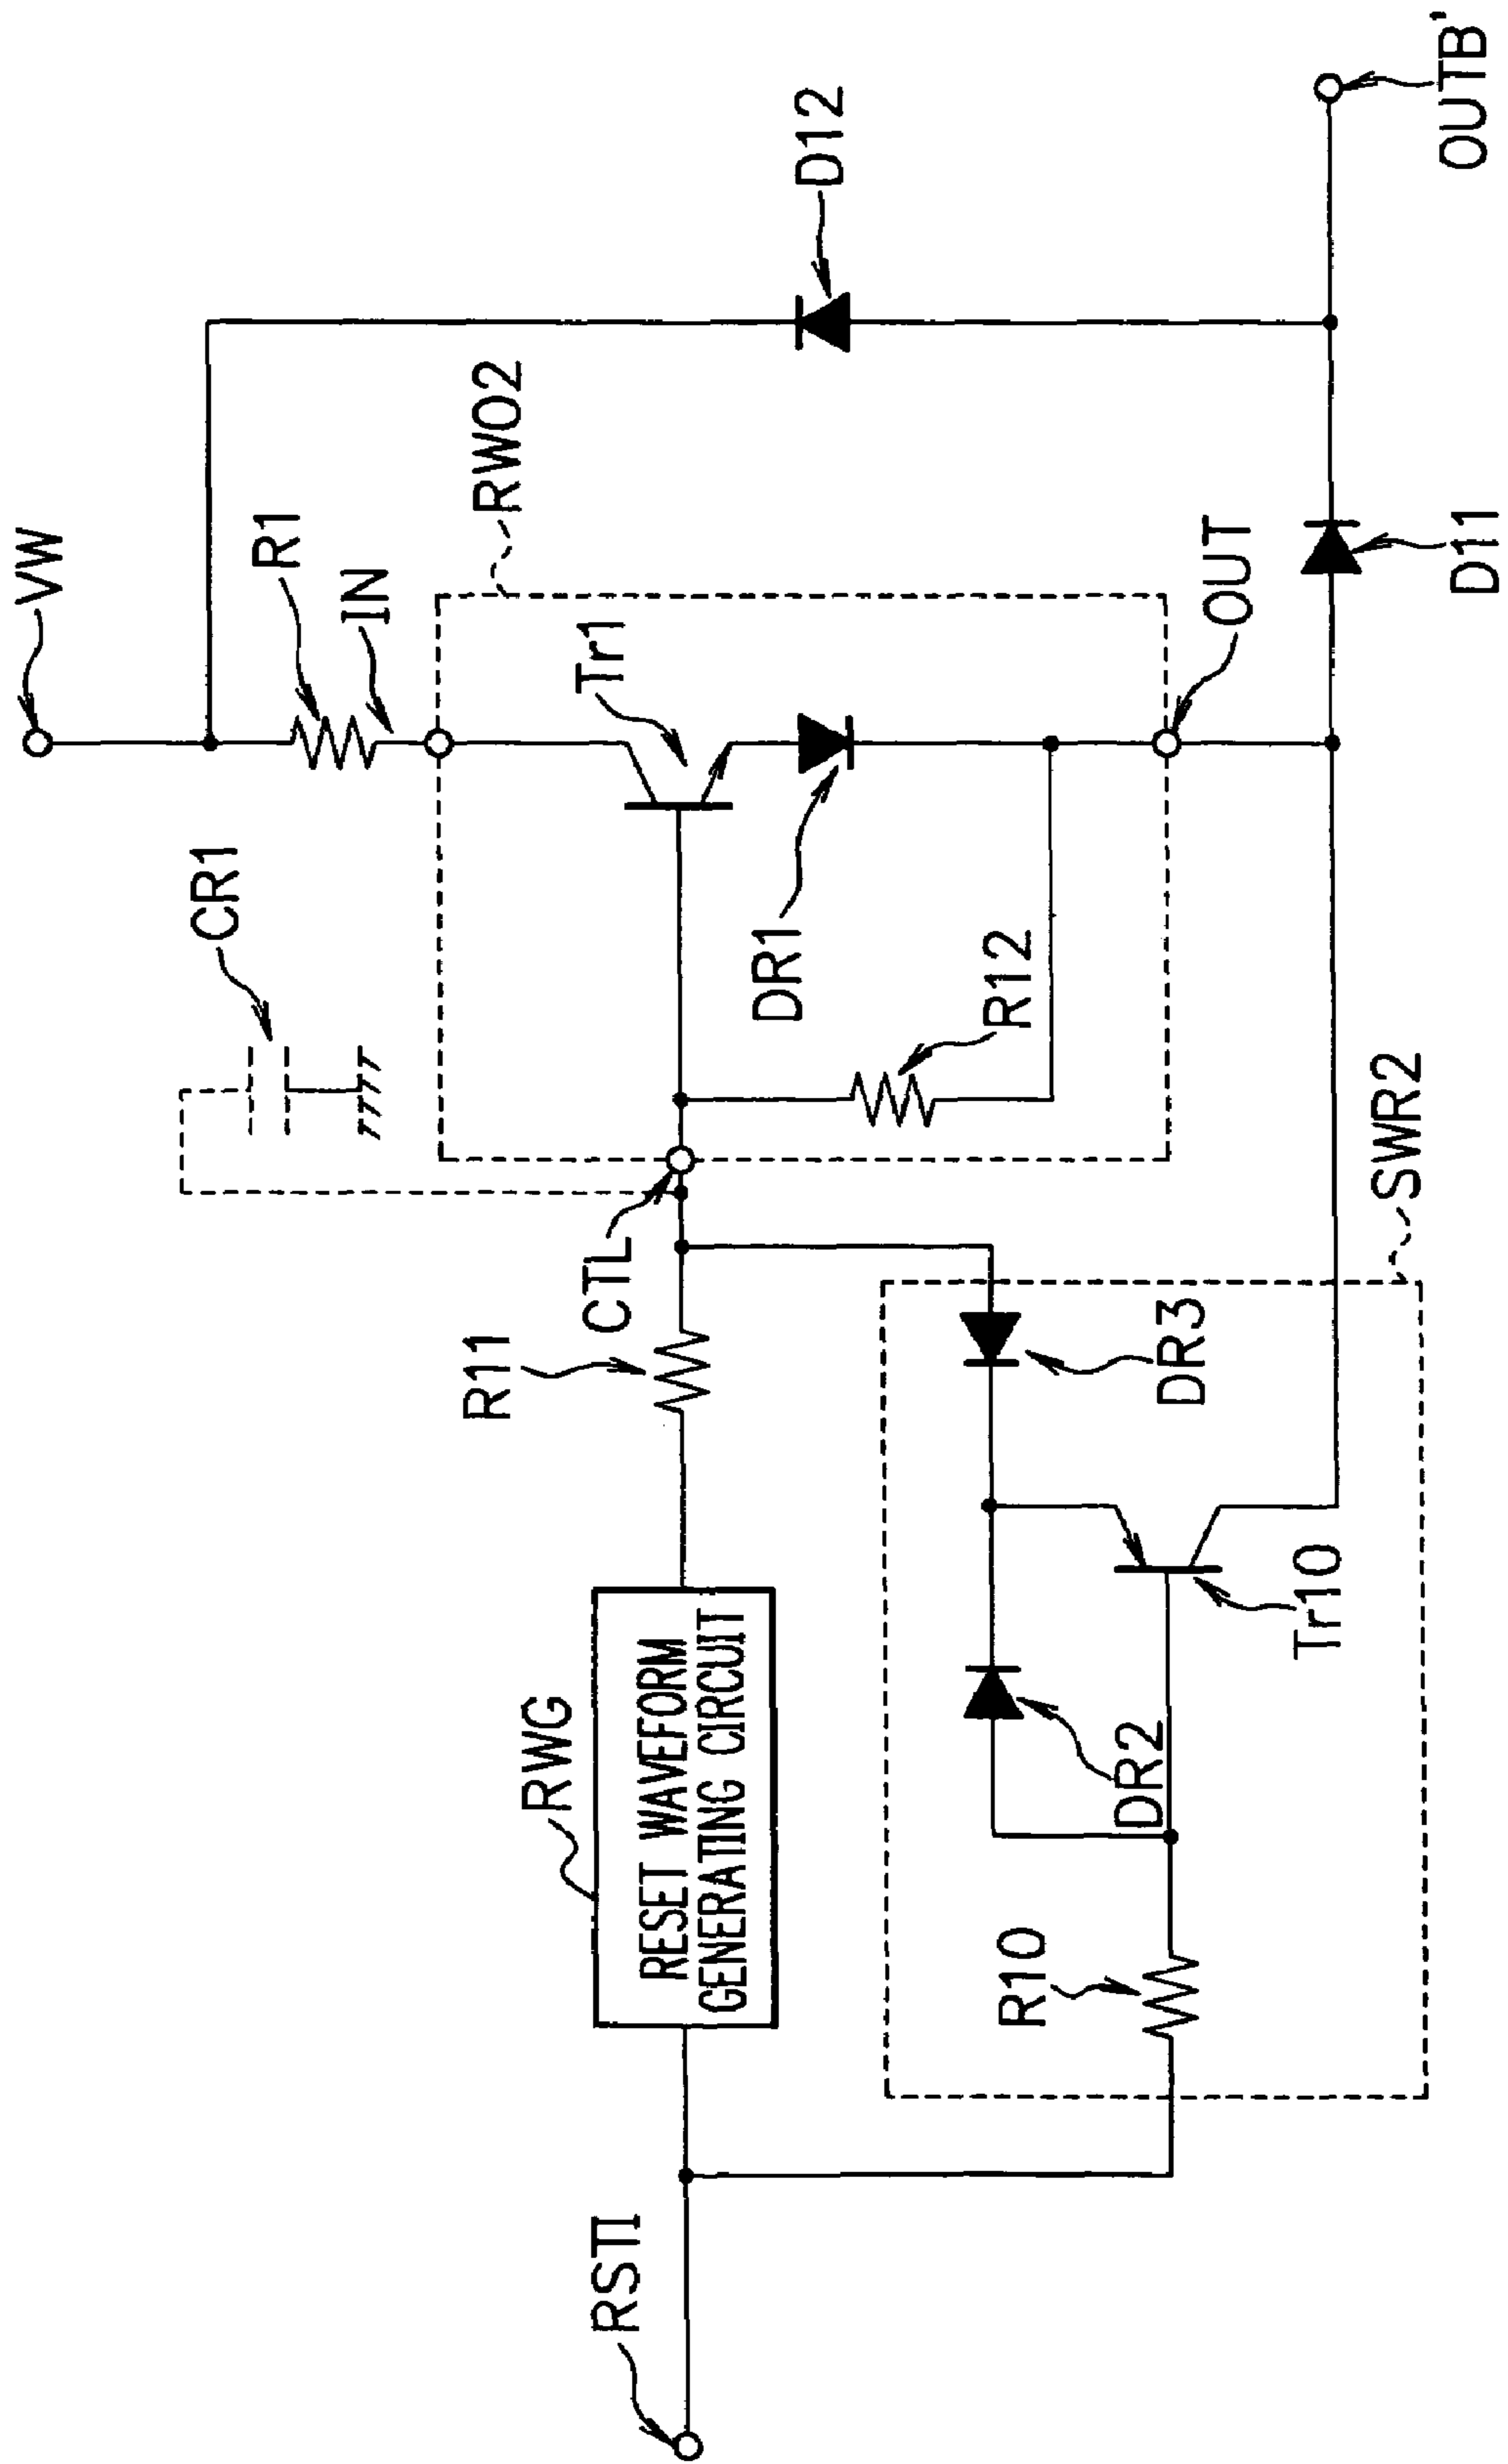 VW
R1
IN
CR1
Tr1
RWO2
D12
DR1
R12
OUT
D11
OUTB'
CTL
R11
RWG
RESET WAVEFORM
GENERATING CIRCUIT
RSTI
SWR2
DR3
DR2
Tr10
R10